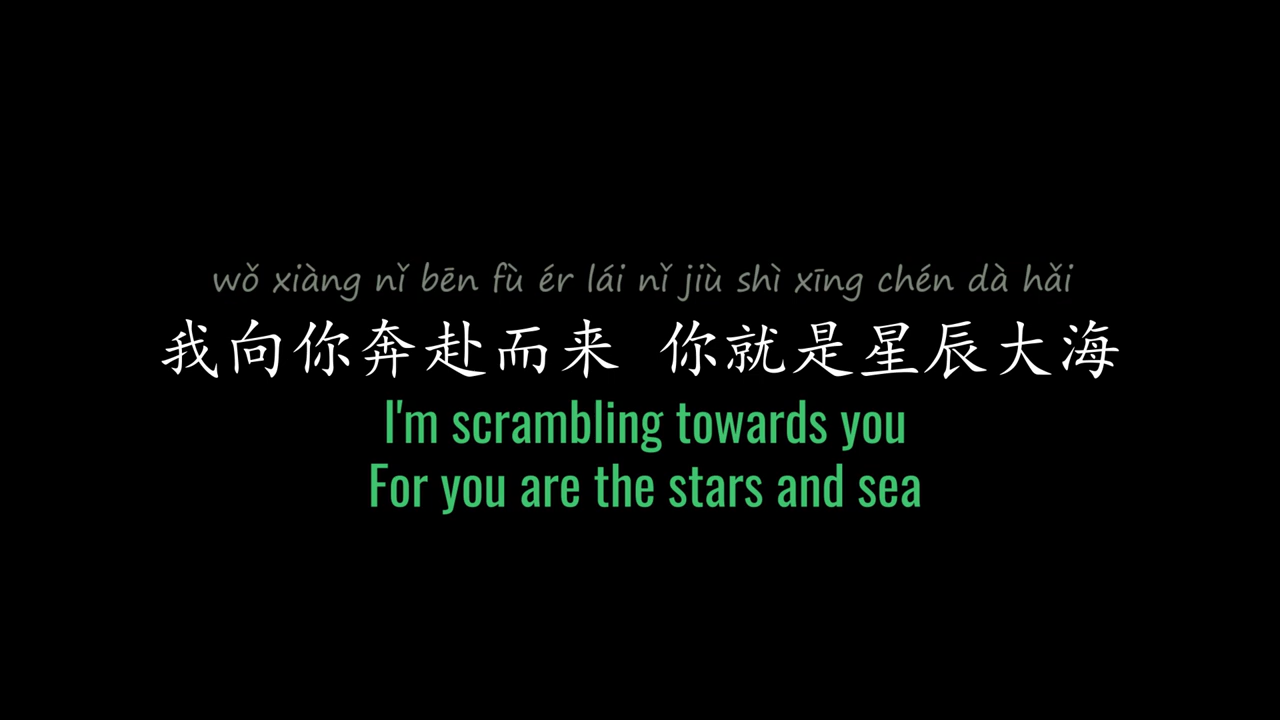 wǒ xiàng nǐ bēn fù ér lái nǐ jiù shì xīng chén dà hǎi
我向你奔赴而来 你就是星辰大海
I'm scrambling towards you
For you are the stars and sea